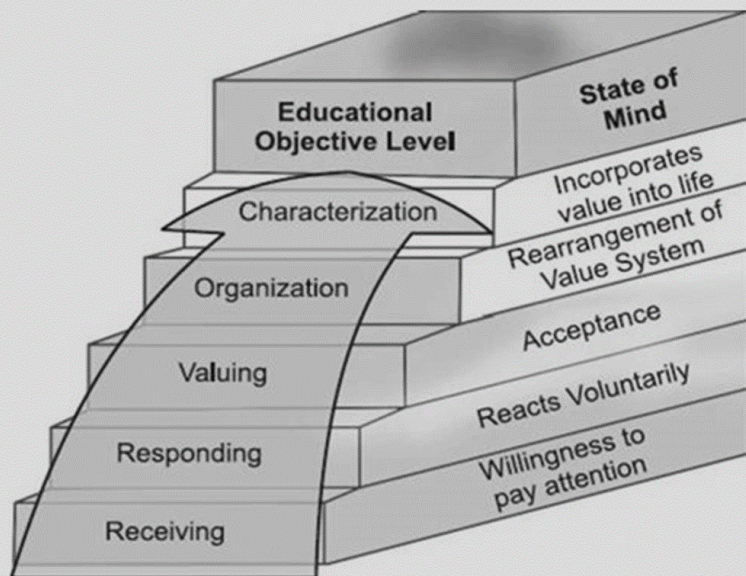 Educational
Objective Level
State of
Mind
Characterization
Incorporates
value into life
Organization
Rearrangement of
Value System
Valuing
Acceptance
Responding
Reacts Voluntarily
Receiving
Willingness to
pay attention